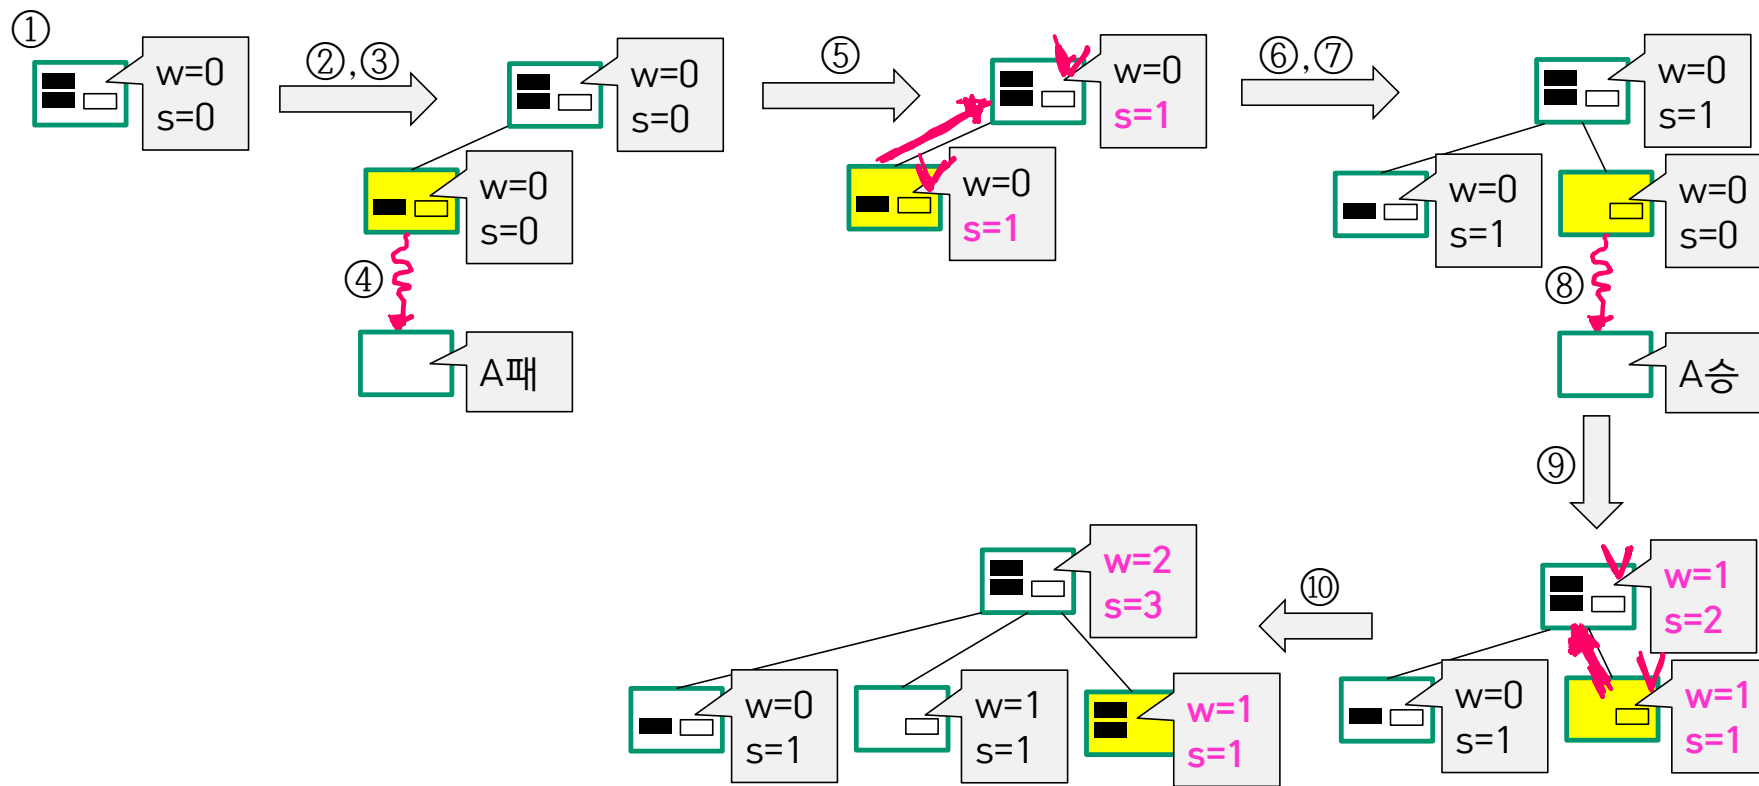 ①
w=0
s=0
②,③
w=0
s=0
w=0
s=0
④
A패
⑤
w=0
s=1
w=0
s=1
⑥,⑦
w=0
s=1
w=0
s=1
w=0
s=0
⑧
A승
⑨
w=1
s=2
w=0
s=1
w=1
s=1
⑩
w=2
s=3
w=0
s=1
w=1
s=1
w=1
s=1